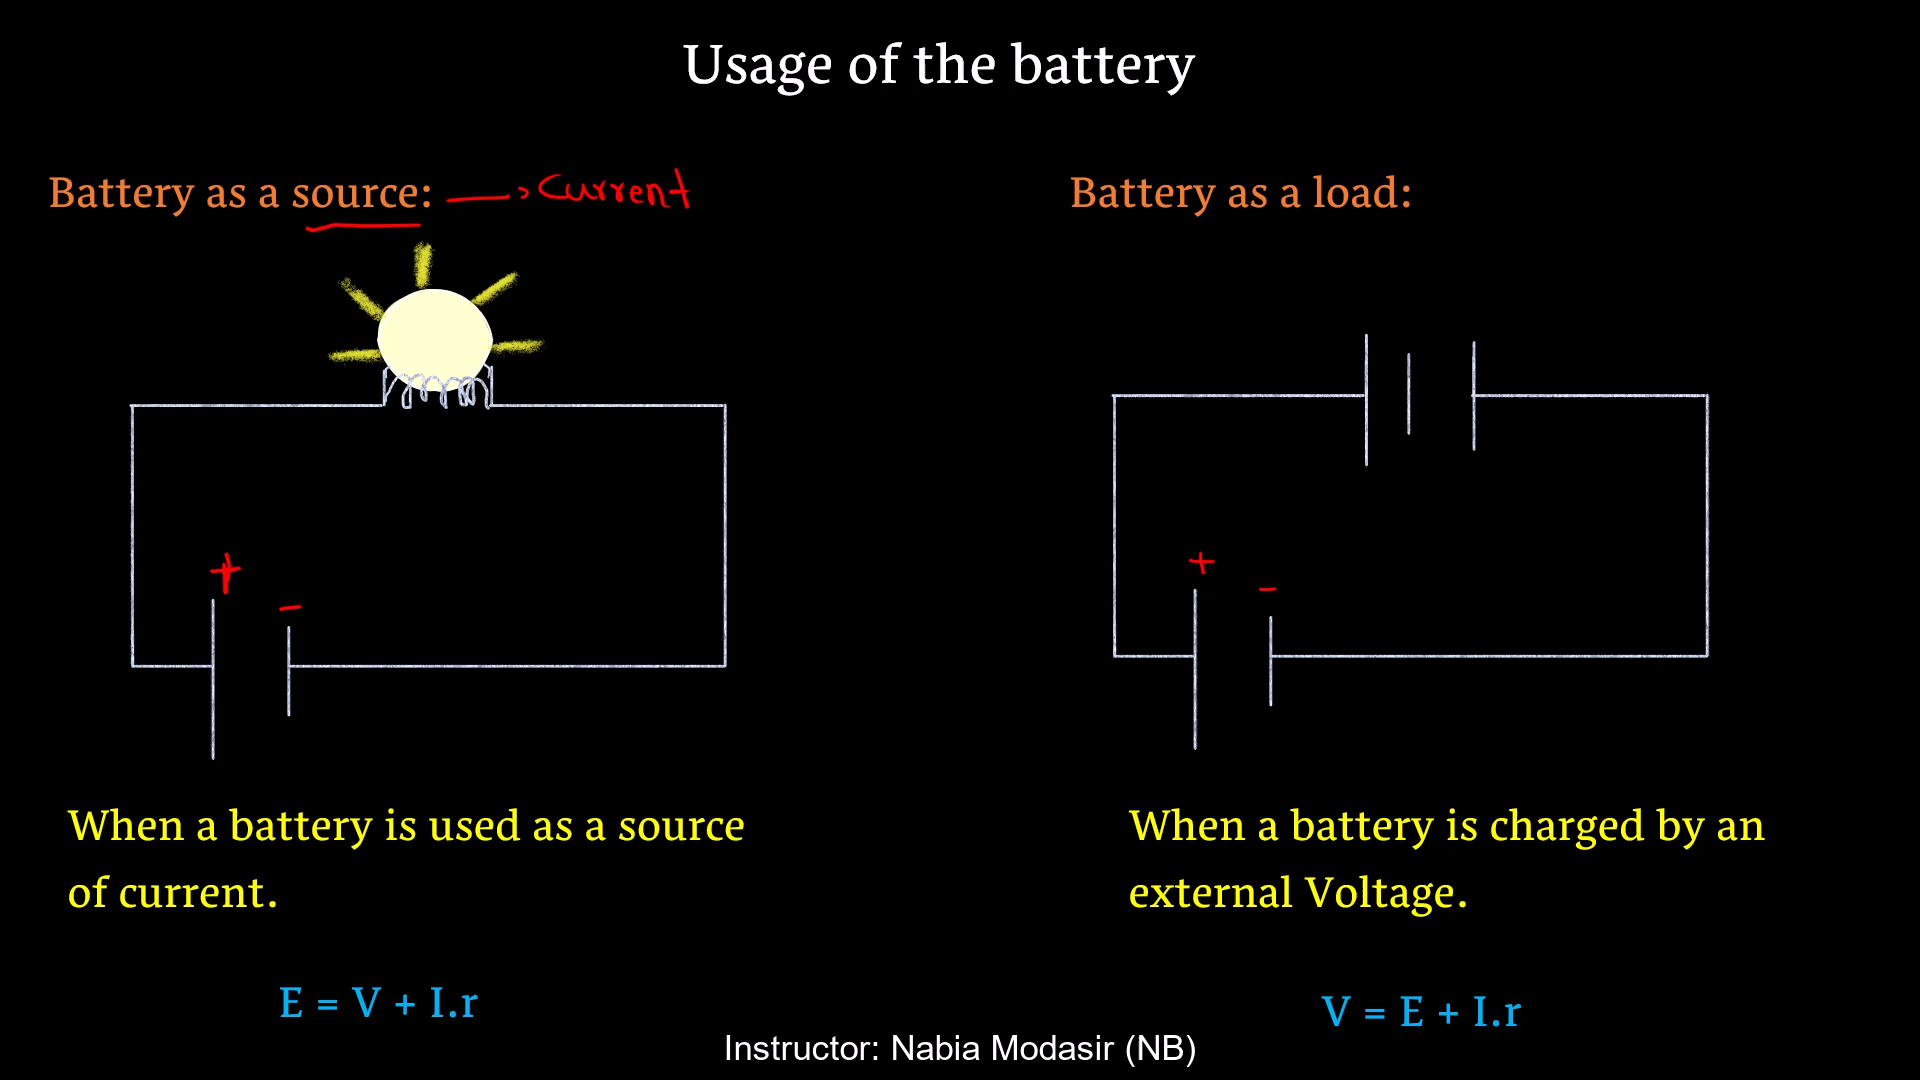 Usage of the battery
Battery as a source: → Current
Battery as a load:
+
-
+
-
When a battery is used as a source
of current.
When a battery is charged by an
external Voltage.
E = V + I.r
V = E + I.r
Instructor: Nabia Modasir (NB)